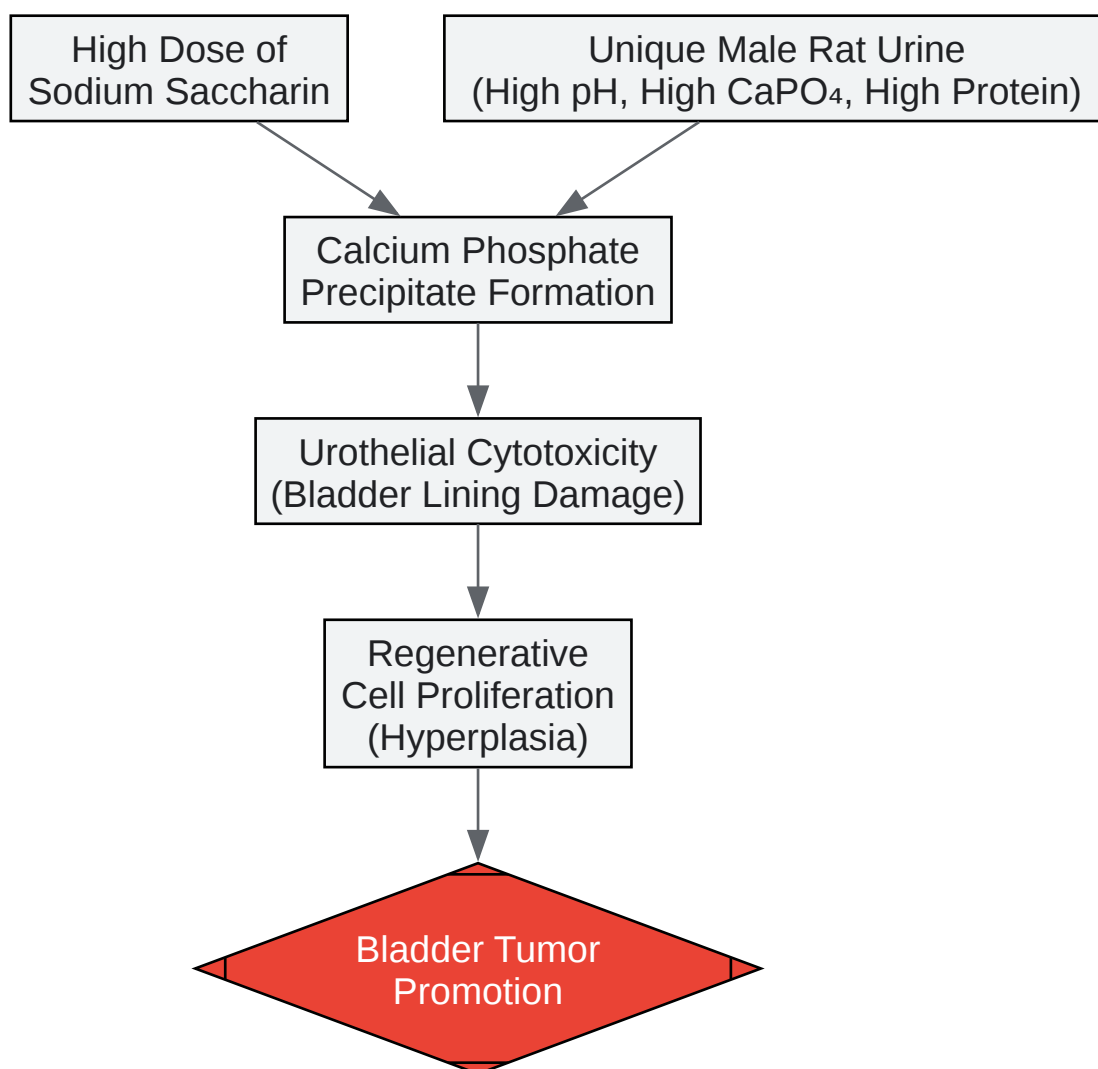 High Dose of
Sodium Saccharin
Unique Male Rat Urine
(High pH, High CaPO₄, High Protein)
Calcium Phosphate
Precipitate Formation
Urothelial Cytotoxicity
(Bladder Lining Damage)
Regenerative
Cell Proliferation
(Hyperplasia)
Bladder Tumor
Promotion